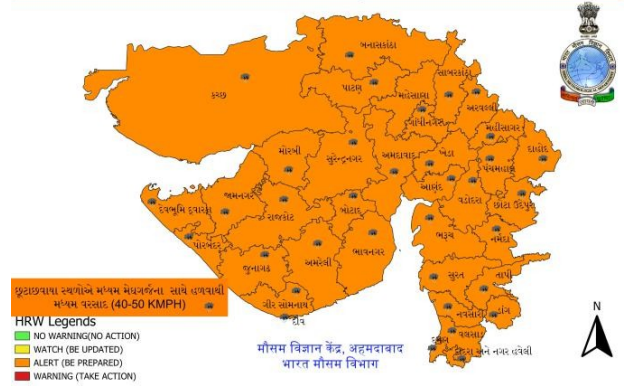 બનાસકાંઠા
પાટણ
મહેસાણા
સાબરકાંઠા
અરવલ્લી
ગાંધીનગર
કચ્છ
મહીસાગર
મોરબી
સુરેન્દ્રનગર
અમદાવાદ
ખેડા
પંચમહાલ
દાહોદ
આણંદ
વડોદરા
છોટા ઉદેપુર
દેવભૂમિ દ્વારકા
જામનગર
રાજકોટ
બોટાદ
પોરબંદર
ભાવનગર
ભરૂચ
નર્મદા
જુનાગઢ
અમરેલી
સુરત
તાપી
ગીર સોમનાથ
દીવ
નવસારી
ડાંગ
વલસાડ
દમણ
દાદરા અને નગર હવેલી
છૂટાછવાયા સ્થળોએ મધ્યમ મેઘગર્જના સાથે હળવાથી
મધ્યમ વરસાદ (40-50 KMPH)
HRW Legends
NO WARNING(NO ACTION)
WATCH (BE UPDATED)
ALERT (BE PREPARED)
WARNING (TAKE ACTION)
मौसम विज्ञान केंद्र, अहमदाबाद
भारत मौसम विभाग
N